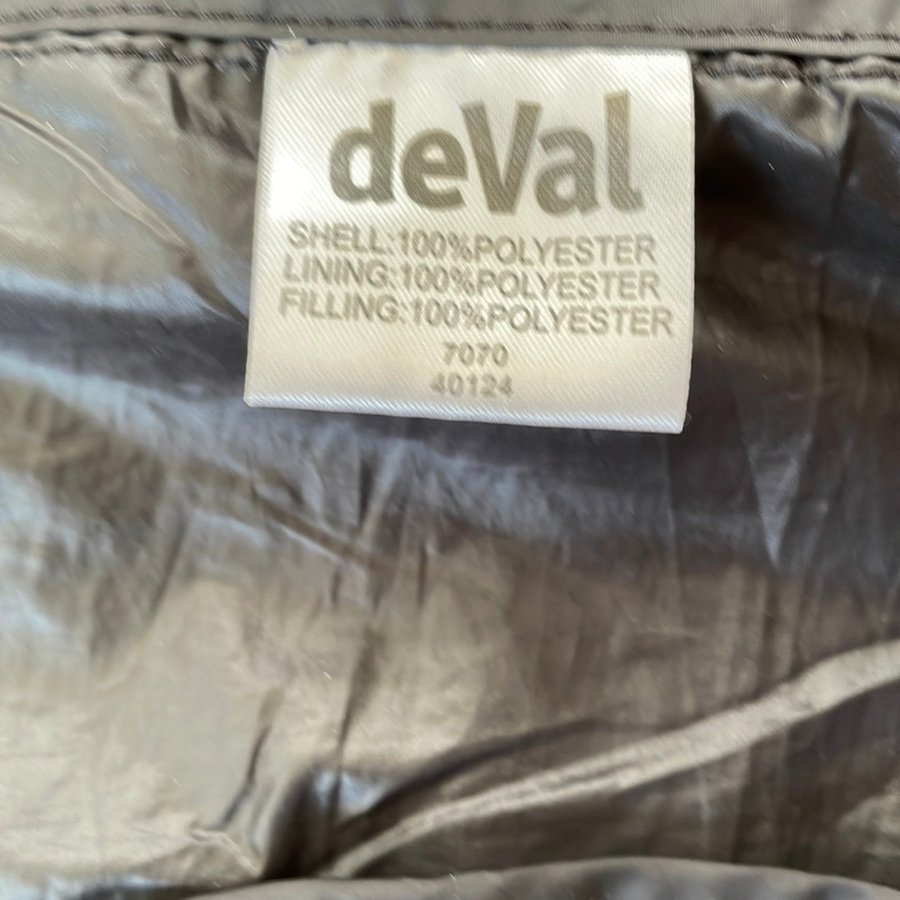 deVal
SHELL:100%POLYESTER
LINING:100%POLYESTER
FILLING:100%POLYESTER
7070
40124